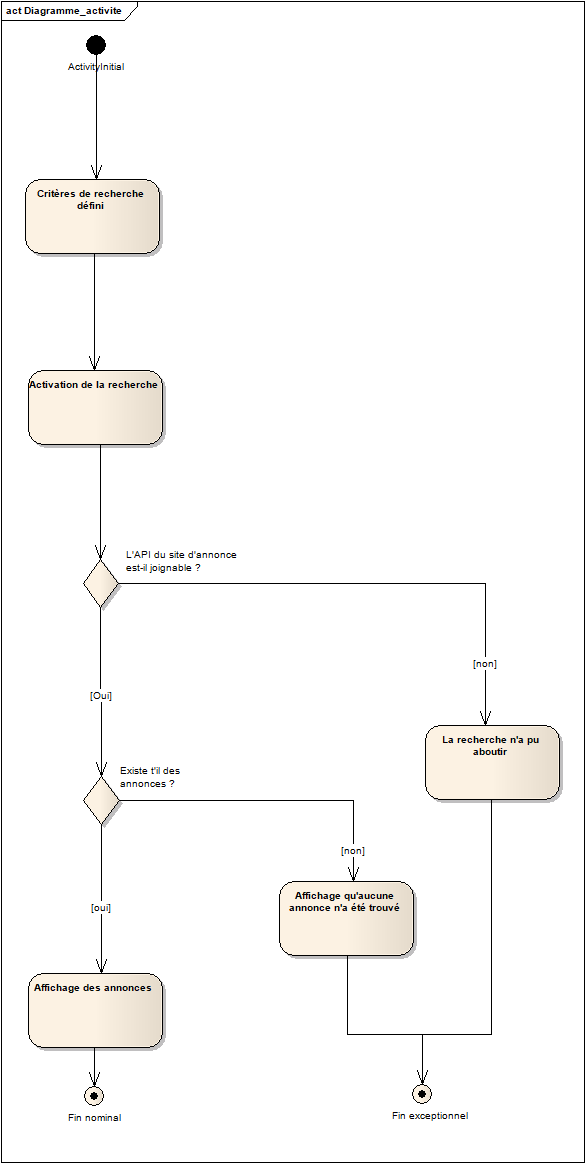 act Diagramme_activite
ActivityInitial
Critères de recherche
défini
Activation de la recherche
L'API du site d'annonce
est-il joignable ?
[non]
[Oui]
La recherche n'a pu
aboutir
Existe t'il des
annonces ?
[non]
[oui]
Affichage qu'aucune
annonce n'a été trouvé
Affichage des annonces
Fin nominal
Fin exceptionnel